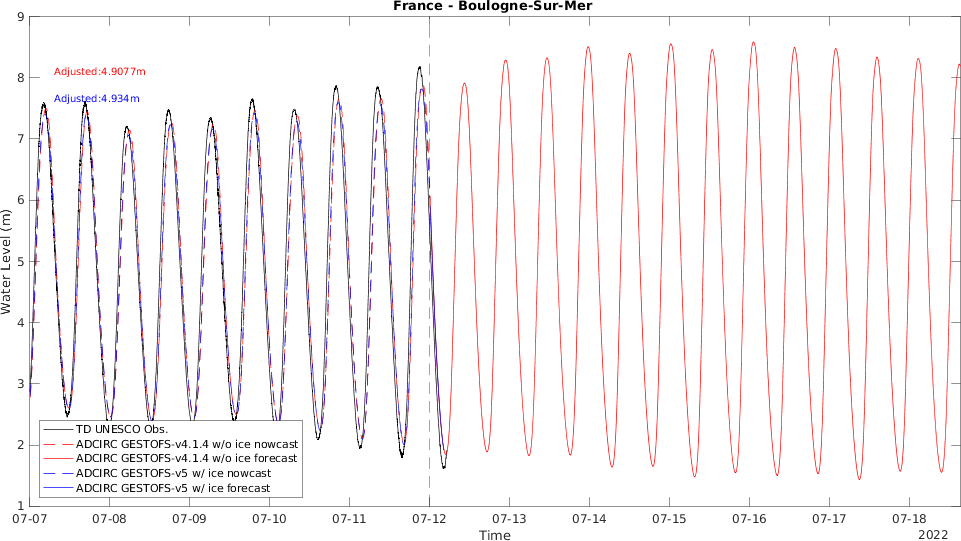 France - Boulogne-Sur-Mer
9
8
7
6
5
4
3
2
1
Water Level (m)
Adjusted:4.9077m
Adjusted:4.934m
TD UNESCO Obs.
ADCIRC GESTOFS-v4.1.4 w/o ice nowcast
ADCIRC GESTOFS-v4.1.4 w/o ice forecast
ADCIRC GESTOFS-v5 w/ ice nowcast
ADCIRC GESTOFS-v5 w/ ice forecast
07-07 07-08 07-09 07-10 07-11 07-12 07-13 07-14 07-15 07-16 07-17 07-18
Time
2022